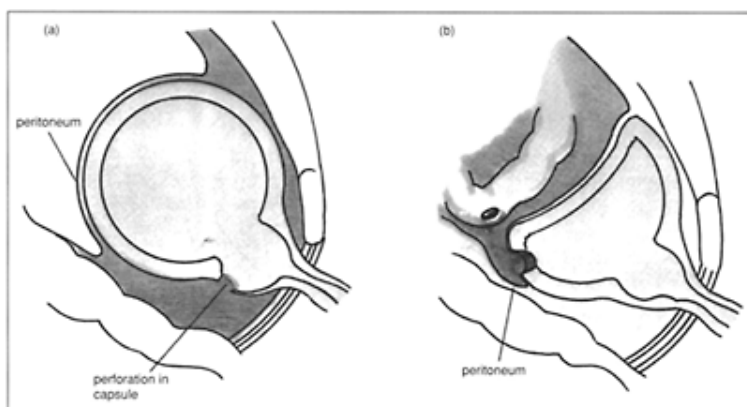 (a)
peritoneum
perforation in
capsule
(b)
peritoneum